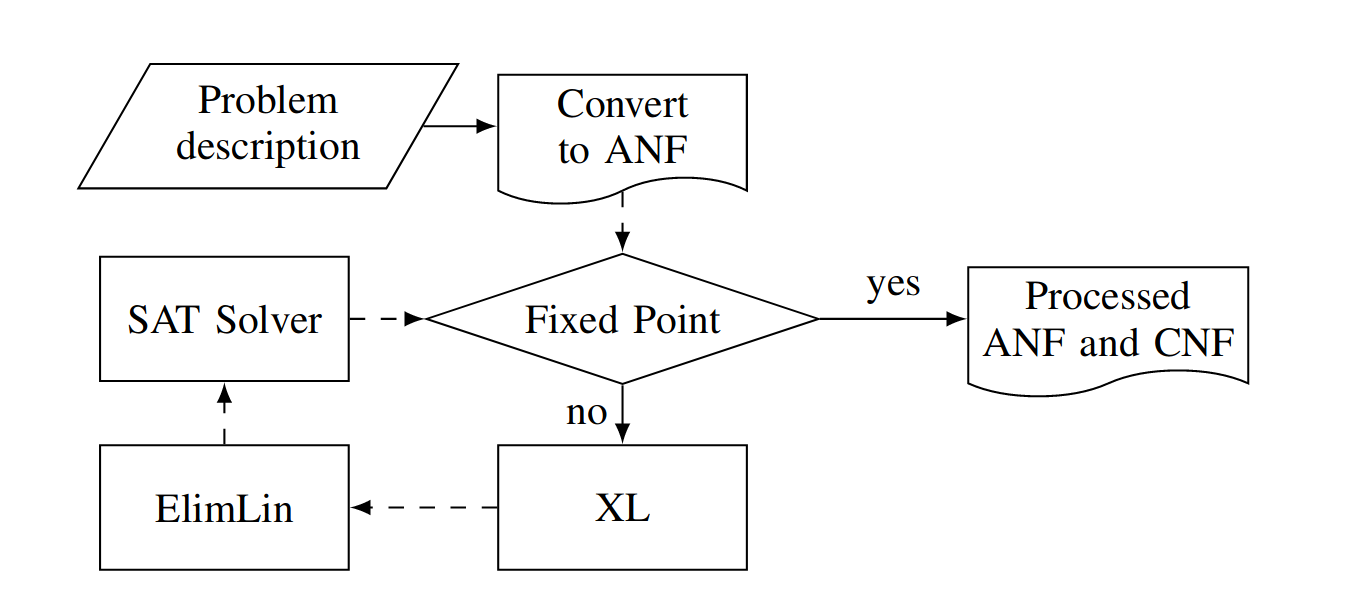 Problem
description
Convert
to ANF
SAT Solver
Fixed Point
yes
Processed
ANF and CNF
no
ElimLin
XL